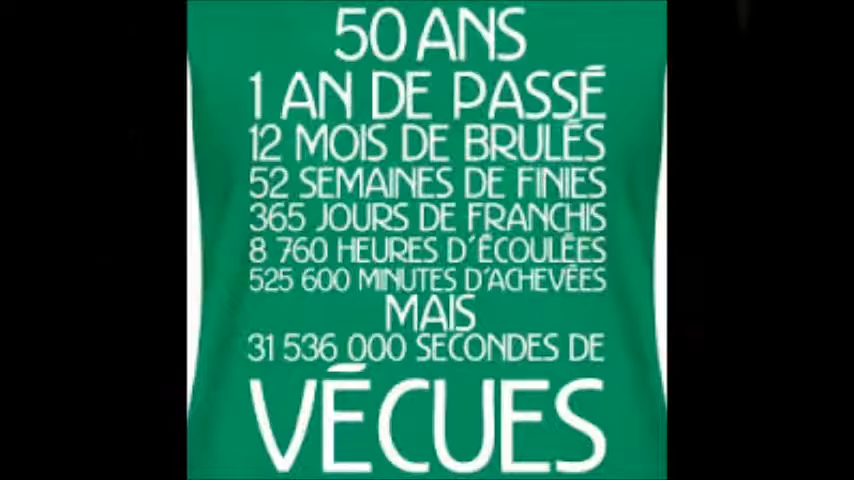 50 ANS
1 AN DE PASSÉ
12 MOIS DE BRULÉS
52 SEMAINES DE FINIES
365 JOURS DE FRANCHIS
8 760 HEURES D'ÉCOULÉES
525 600 MINUTES D'ACHEVÉES
MAIS
31 536 000 SECONDES DE
VÉCUES